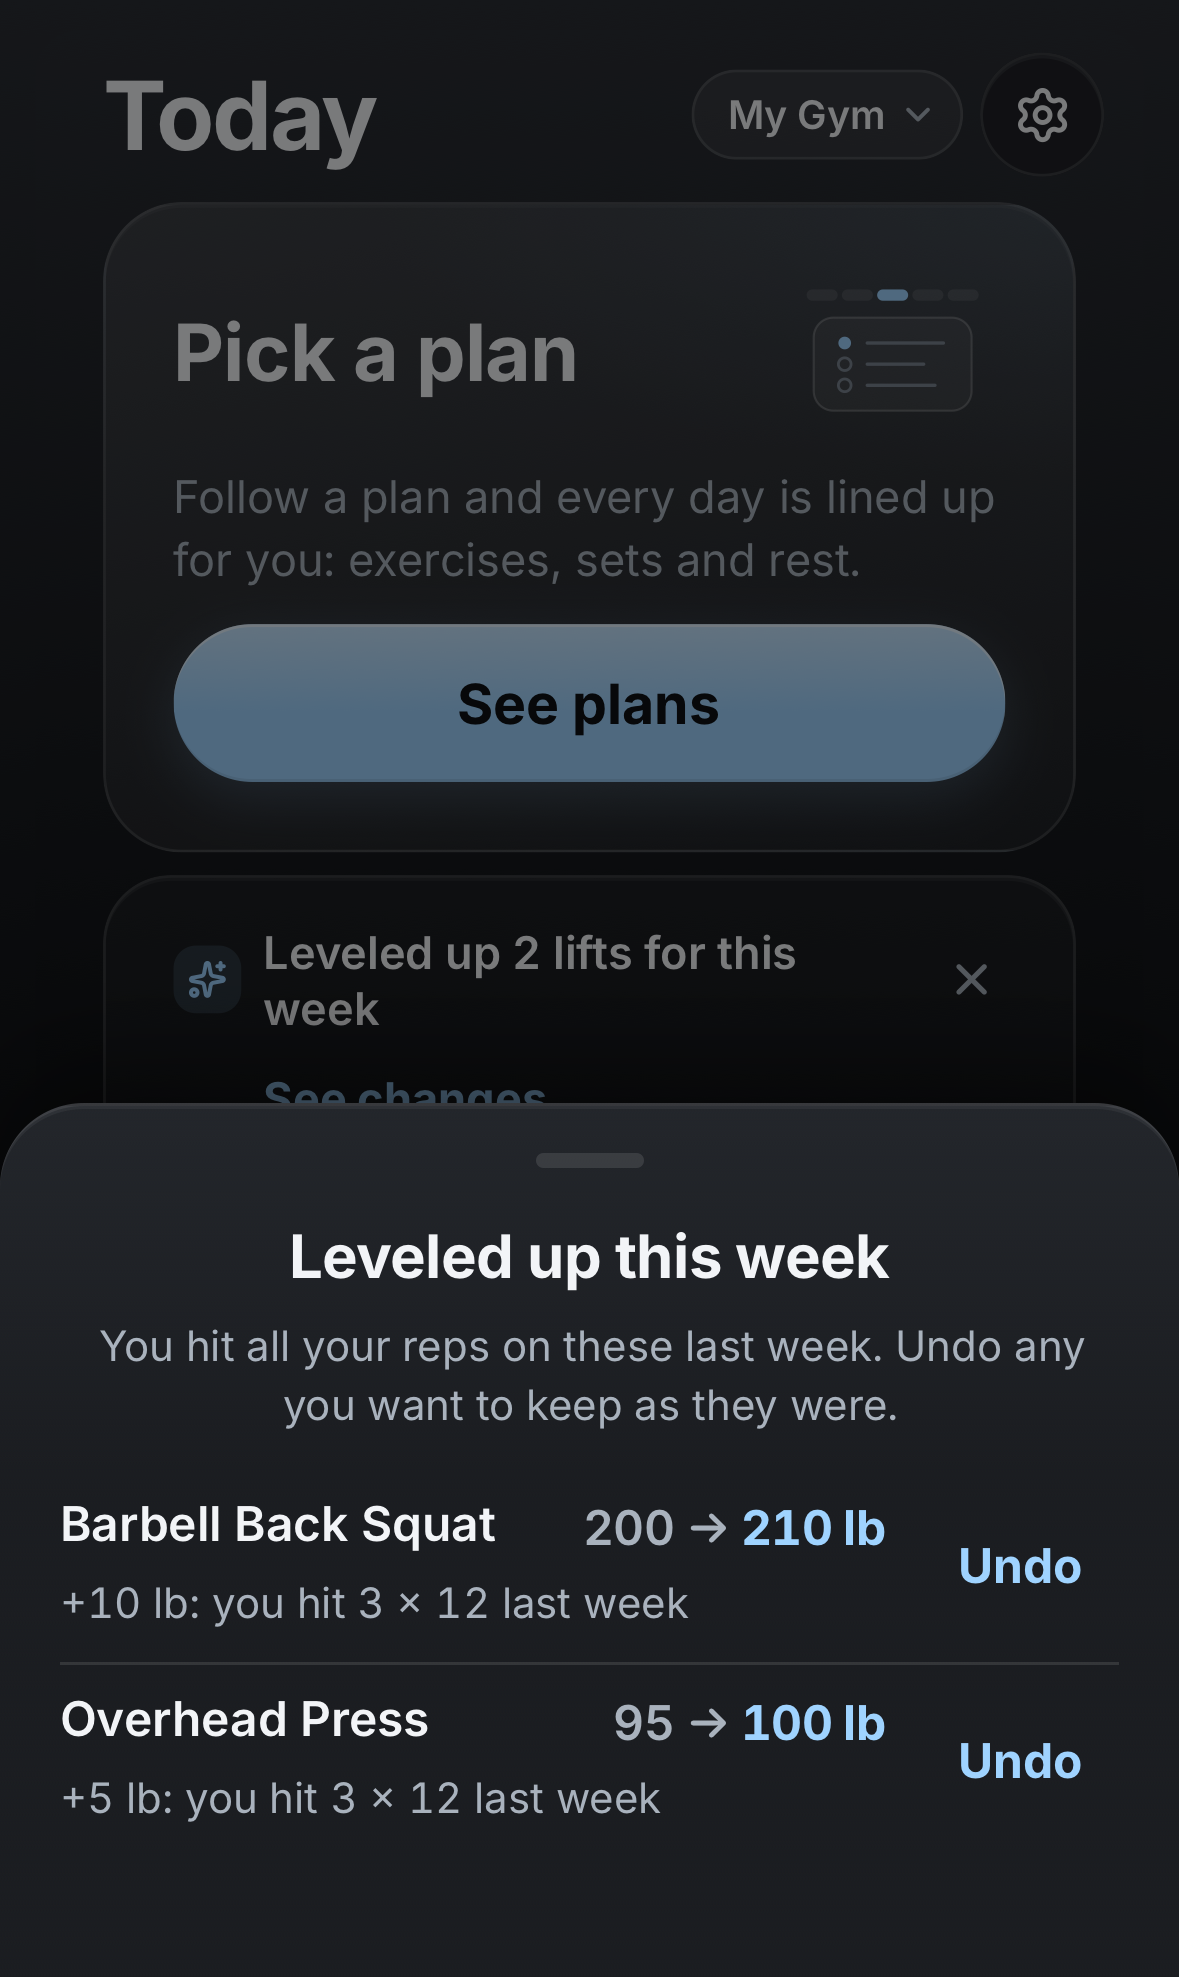 Today
My Gym
Pick a plan
Follow a plan and every day is lined up
for you: exercises, sets and rest.
See plans
Leveled up 2 lifts for this
week
See changes
Leveled up this week
You hit all your reps on these last week. Undo any
you want to keep as they were.
Barbell Back Squat 200 → 210 lb
Undo
+10 lb: you hit 3 × 12 last week
Overhead Press 95 → 100 lb
Undo
+5 lb: you hit 3 × 12 last week